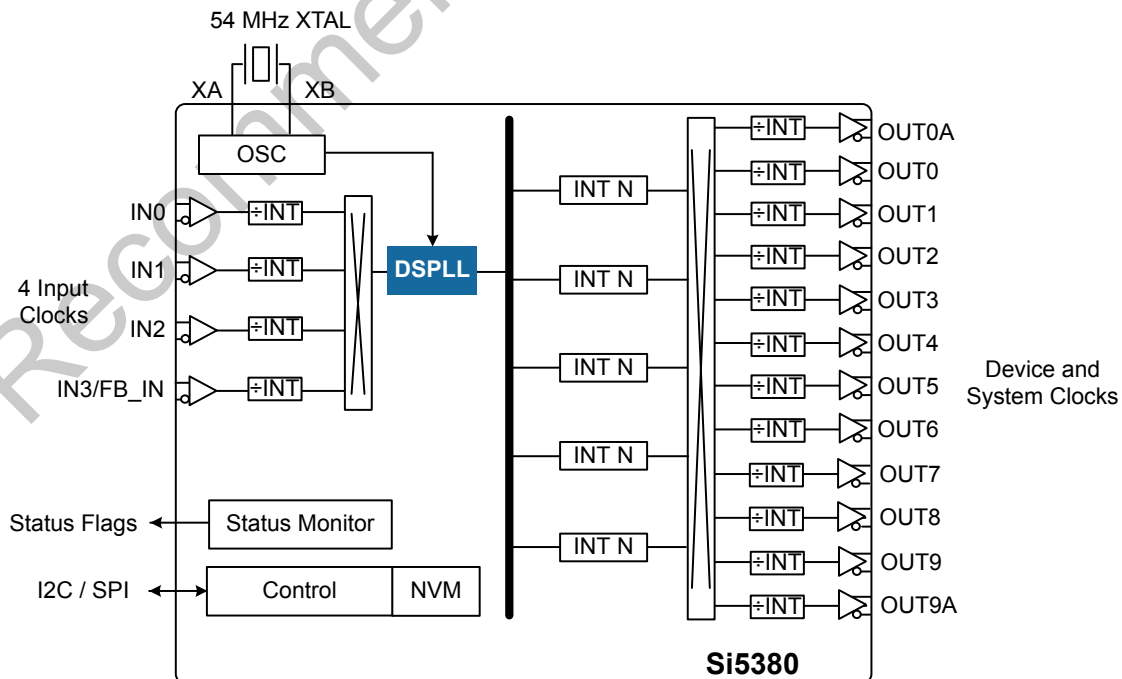 54 MHz XTAL
XA
XB
OSC
IN0
÷INT
IN1
÷INT
4 Input
Clocks
IN2
÷INT
IN3/FB_IN
÷INT
DSPLL
INT N
INT N
INT N
INT N
INT N
÷INT
OUT0A
÷INT
OUT0
÷INT
OUT1
÷INT
OUT2
÷INT
OUT3
÷INT
OUT4
÷INT
OUT5
÷INT
OUT6
÷INT
OUT7
÷INT
OUT8
÷INT
OUT9
÷INT
OUT9A
Device and
System Clocks
Status Flags
Status Monitor
I2C / SPI
Control
NVM
Si5380